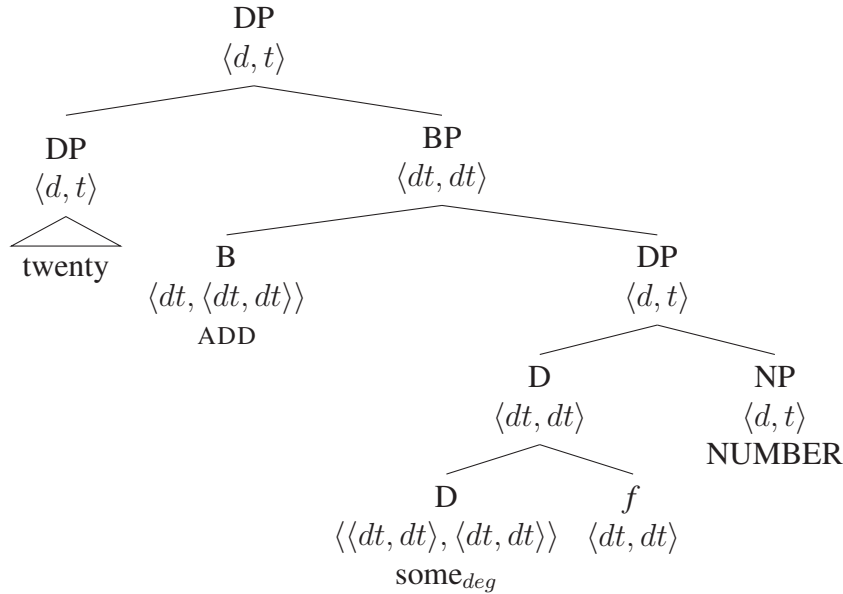 DP
⟨d, t⟩
DP
⟨d, t⟩
twenty
BP
⟨dt, dt⟩
B
⟨dt, ⟨dt, dt⟩⟩
ADD
DP
⟨d, t⟩
D
⟨dt, dt⟩
D
⟨⟨dt, dt⟩, ⟨dt, dt⟩⟩
some_deg
f
⟨dt, dt⟩
NP
⟨d, t⟩
NUMBER